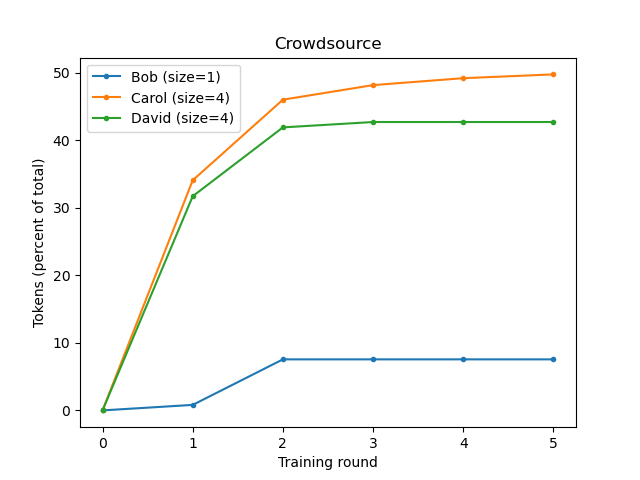 Crowdsource
Bob (size=1)
Carol (size=4)
David (size=4)
Tokens (percent of total)
50
40
30
20
10
0
0 1 2 3 4 5
Training round